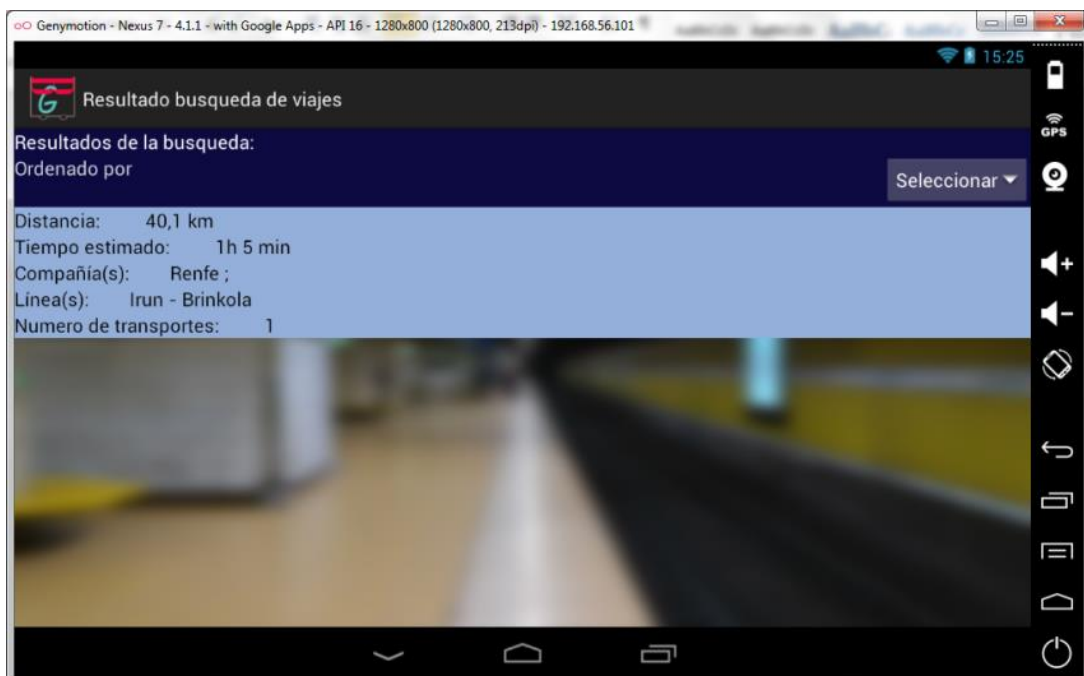 Genymotion - Nexus 7 - 4.1.1 - with Google Apps - API 16 - 1280x800 (1280x800, 213dpi) - 192.168.56.101
15:25
G
Resultado busqueda de viajes
GPS
Resultados de la busqueda:
Ordenado por
Seleccionar
Distancia: 40,1 km
Tiempo estimado: 1h 5 min
Compañía(s): Renfe ;
Línea(s): Irun - Brinkola
Numero de transportes: 1